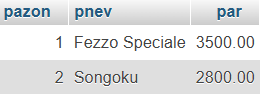 pazon pnev par
1 Fezzo Speciale 3500.00
2 Songoku 2800.00